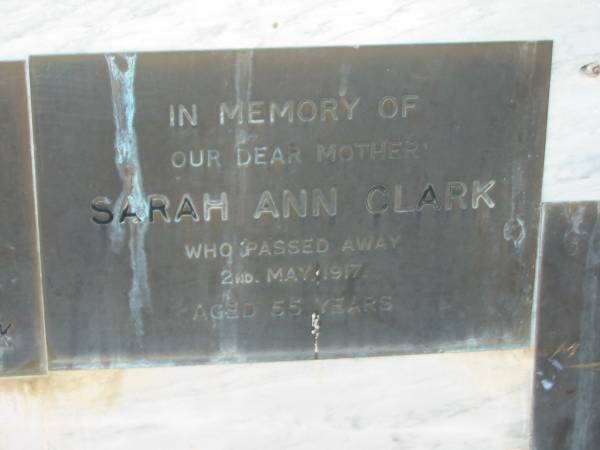 IN MEMORY OF
OUR DEAR MOTHER
SARAH ANN CLARK
WHO PASSED AWAY
2ND. MAY 1917.
AGED 55 YEARS